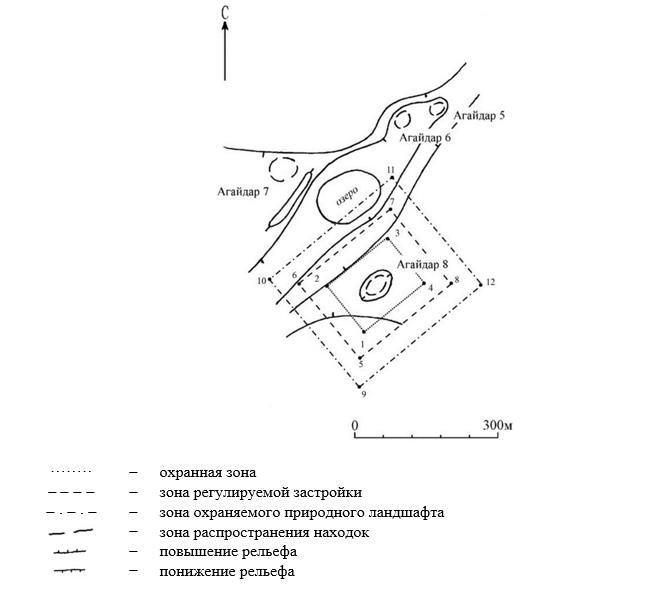 С
Агайдар 5
Агайдар 6
11
Агайдар 7
озеро
7
3
Агайдар 8
10
6
2
4
8
12
1
5
9
0 300м
– охранная зона
– зона регулируемой застройки
– зона охраняемого природного ландшафта
– зона распространения находок
– повышение рельефа
– понижение рельефа